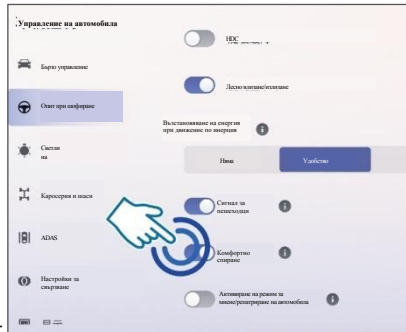 Управление на автомобила
HDC
Бързо управление
Лесно влизане/излизане
Опит при шофиране
Възстановяване на енергия
при движение по инерция
Светли
на
Няма
Удобство
Каросерия и шаси
Сигнал за
пешеходци
ADAS
Комфортно
спиране
Настройки за
свързване
Активиране на режим за
миене/репатриране на автомобила